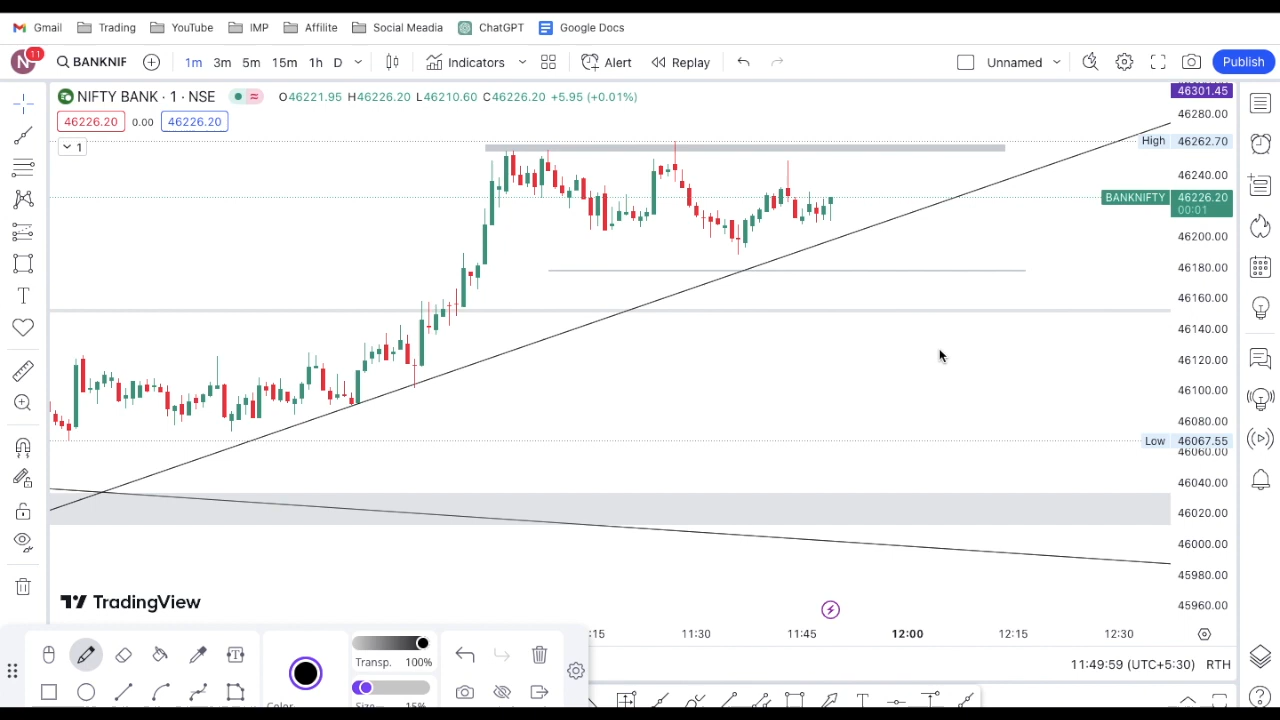 Gmail Trading YouTube IMP Affilite Social Meadia ChatGPT Google Docs
N 11 BANKNIF 1m 3m 5m 15m 1h D Indicators Alert Replay Unnamed Publish
NIFTY BANK · 1 · NSE O46221.95 H46226.20 L46210.60 C46226.20 +5.95 (+0.01%)
46226.20 0.00 46226.20
1
46301.45
46280.00
High 46262.70
46240.00
BANKNIFTY 46226.20
00:01
46200.00
46180.00
46160.00
46140.00
46120.00
46100.00
46080.00
Low 46067.55
46060.00
46040.00
46020.00
46000.00
45980.00
45960.00
TradingView
:15 11:30 11:45 12:00 12:15 12:30
Transp. 100%
11:49:59 (UTC+5:30) RTH